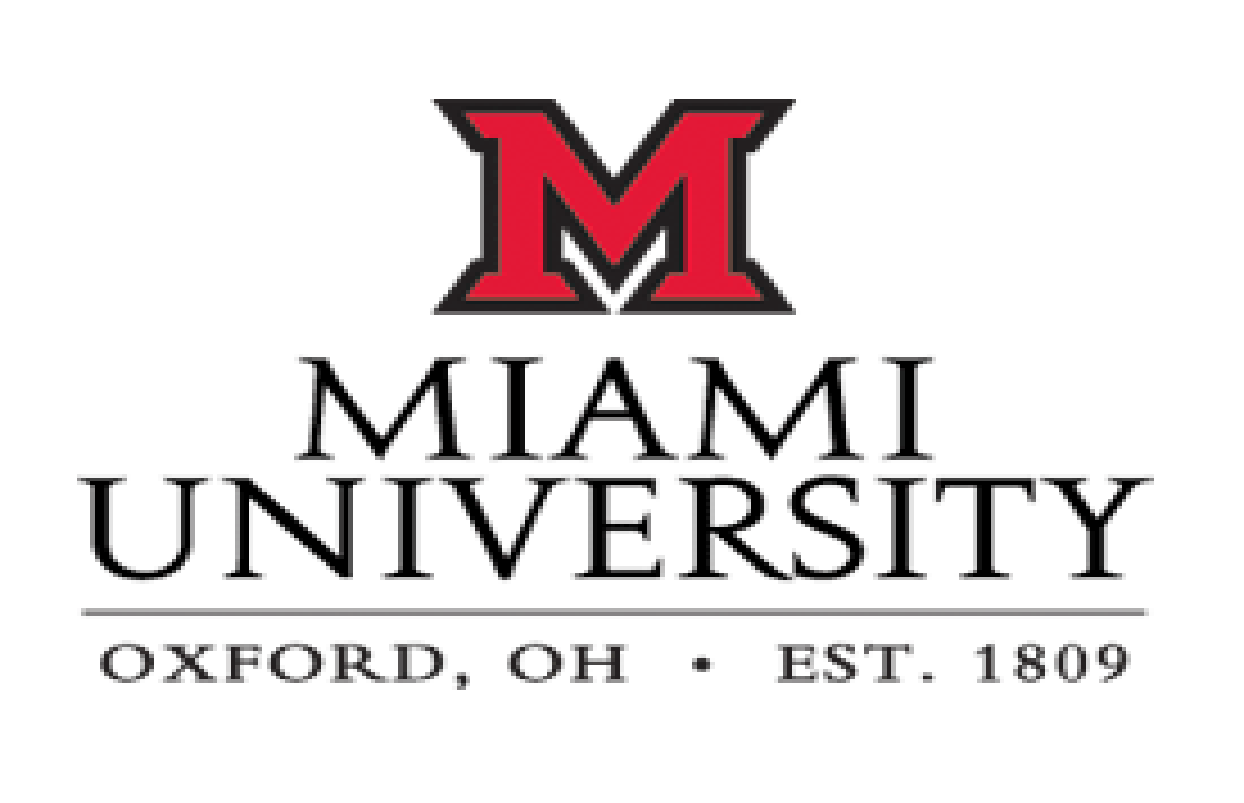 M
MIAMI
UNIVERSITY
OXFORD, OH • EST. 1809